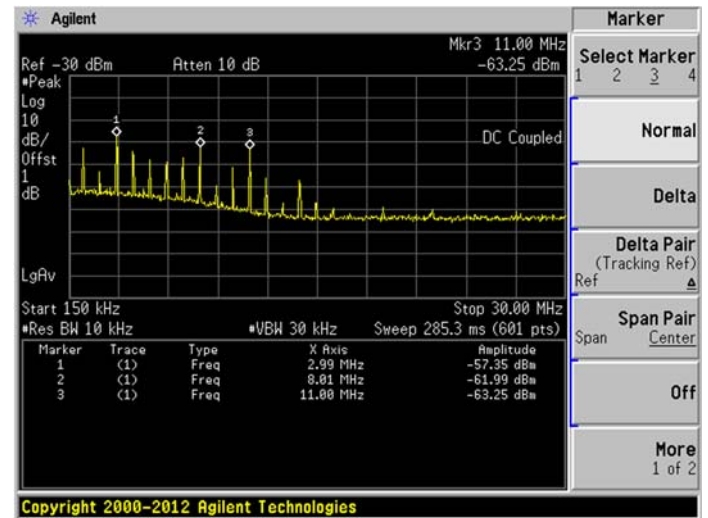 Agilent
Marker
Mkr3 11.00 MHz
Ref -30 dBm Atten 10 dB -63.25 dBm
#Peak
Log
10
dB/
Offst
1
dB
1
2
3
DC Coupled
LgAv
Start 150 kHz Stop 30.00 MHz
#Res BW 10 kHz #VBW 30 kHz Sweep 285.3 ms (601 pts)
Marker Trace Type X Axis Amplitude
1 (1) Freq 2.99 MHz -57.35 dBm
2 (1) Freq 8.01 MHz -61.99 dBm
3 (1) Freq 11.00 MHz -63.25 dBm
Select Marker
1 2 3 4
Normal
Delta
Delta Pair
(Tracking Ref)
Ref Δ
Span Pair
Span Center
Off
More
1 of 2
Copyright 2000-2012 Agilent Technologies